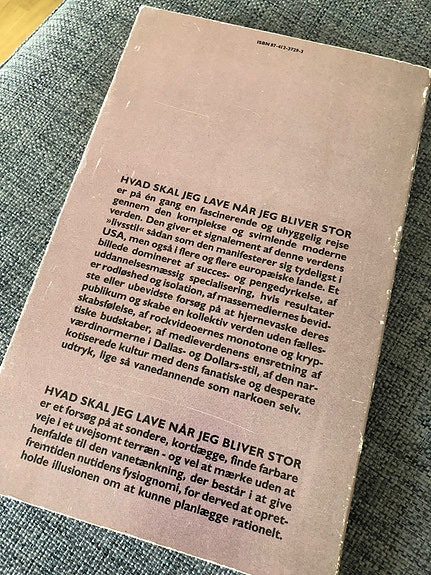 ISBN 87-412-3729-3
HVAD SKAL JEG LAVE NÅR JEG BLIVER STOR
er på én gang en fascinerende og uhyggelig rejse
gennem den komplekse og svimlende moderne
verden. Den giver et signalement af denne verdens
»livsstil« sådan som den manifesterer sig tydeligst i
USA, men også i flere og flere europæiske lande. Et
billede domineret af succes- og pengedyrkelse, af
uddannelsesmæssig specialisering, hvis resultater
er rodløshed og isolation, af massemediernes bevid-
ste eller ubevidste forsøg på at hjernevaske deres
publikum og skabe en kollektiv verden uden fælles-
skabsfølelse, af rockvideoernes monotone og kryp-
tiske budskaber, af medieverdenens ensretning af
værdinormerne i Dallas- og Dollars-stil, af den nar-
kotiserede kultur med dens fanatiske og desperate
udtryk, lige så vanedannende som narkoen selv.
HVAD SKAL JEG LAVE NÅR JEG BLIVER STOR
er et forsøg på at sondere, kortlægge, finde farbare
veje i et uvejsomt terræn - og vel at mærke uden at
henfalde til den vanetænkning, der består i at give
fremtiden nutidens fysiognomi, for derved at opret-
holde illusionen om at kunne planlægge rationelt.